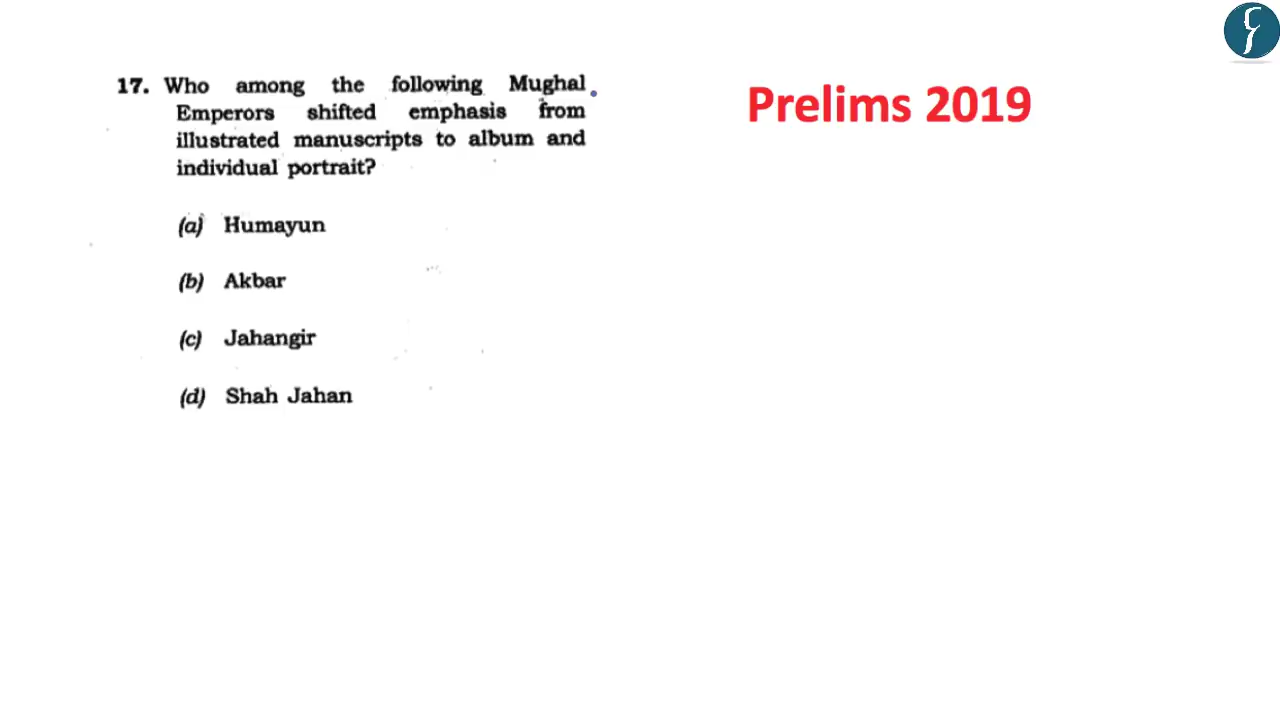 Prelims 2019
17. Who among the following Mughal
Emperors shifted emphasis from
illustrated manuscripts to album and
individual portrait?
(a) Humayun
(b) Akbar
(c) Jahangir
(d) Shah Jahan